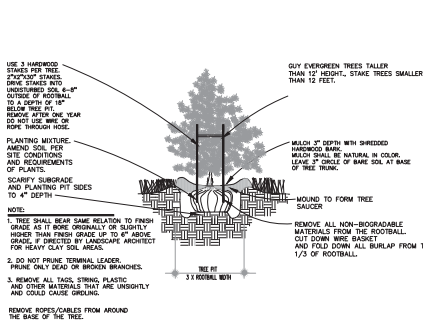 USE 3 HARDWOOD
STAKES PER TREE.
2"X2"X30" STAKES.
DRIVE STAKES INTO
UNDISTURBED SOIL 6-8"
OUTSIDE OF ROOTBALL
TO A DEPTH OF 18"
BELOW TREE PIT.
REMOVE AFTER ONE YEAR
DO NOT USE WIRE OR
ROPE THROUGH HOSE.
PLANTING MIXTURE.
AMEND SOIL PER
SITE CONDITIONS
AND REQUIREMENTS
OF PLANTS.
SCARIFY SUBGRADE
AND PLANTING PIT SIDES
TO 4" DEPTH
NOTE:
1. TREE SHALL BEAR SAME RELATION TO FINISH
GRADE AS IT BORE ORIGINALLY OR SLIGHTLY
HIGHER THAN FINISH GRADE UP TO 6" ABOVE
GRADE, IF DIRECTED BY LANDSCAPE ARCHITECT
FOR HEAVY CLAY SOIL AREAS.
2. DO NOT PRUNE TERMINAL LEADER.
PRUNE ONLY DEAD OR BROKEN BRANCHES.
3. REMOVE ALL TAGS, STRING, PLASTIC
AND OTHER MATERIALS THAT ARE UNSIGHTLY
AND COULD CAUSE GIRDLING.
REMOVE ROPES/CABLES FROM AROUND
THE BASE OF THE TREE.
GUY EVERGREEN TREES TALLER
THAN 12' HEIGHT., STAKE TREES SMALLER
THAN 12 FEET.
MULCH 3" DEPTH WITH SHREDDED
HARDWOOD BARK.
MULCH SHALL BE NATURAL IN COLOR.
LEAVE 3" CIRCLE OF BARE SOIL AT BASE
OF TREE TRUNK.
MOUND TO FORM TREE
SAUCER
REMOVE ALL NON-BIOGRADABLE
MATERIALS FROM THE ROOTBALL.
CUT DOWN WIRE BASKET
AND FOLD DOWN ALL BURLAP FROM T
1/3 OF ROOTBALL.
TREE PIT
3 X ROOTBALL WIDTH